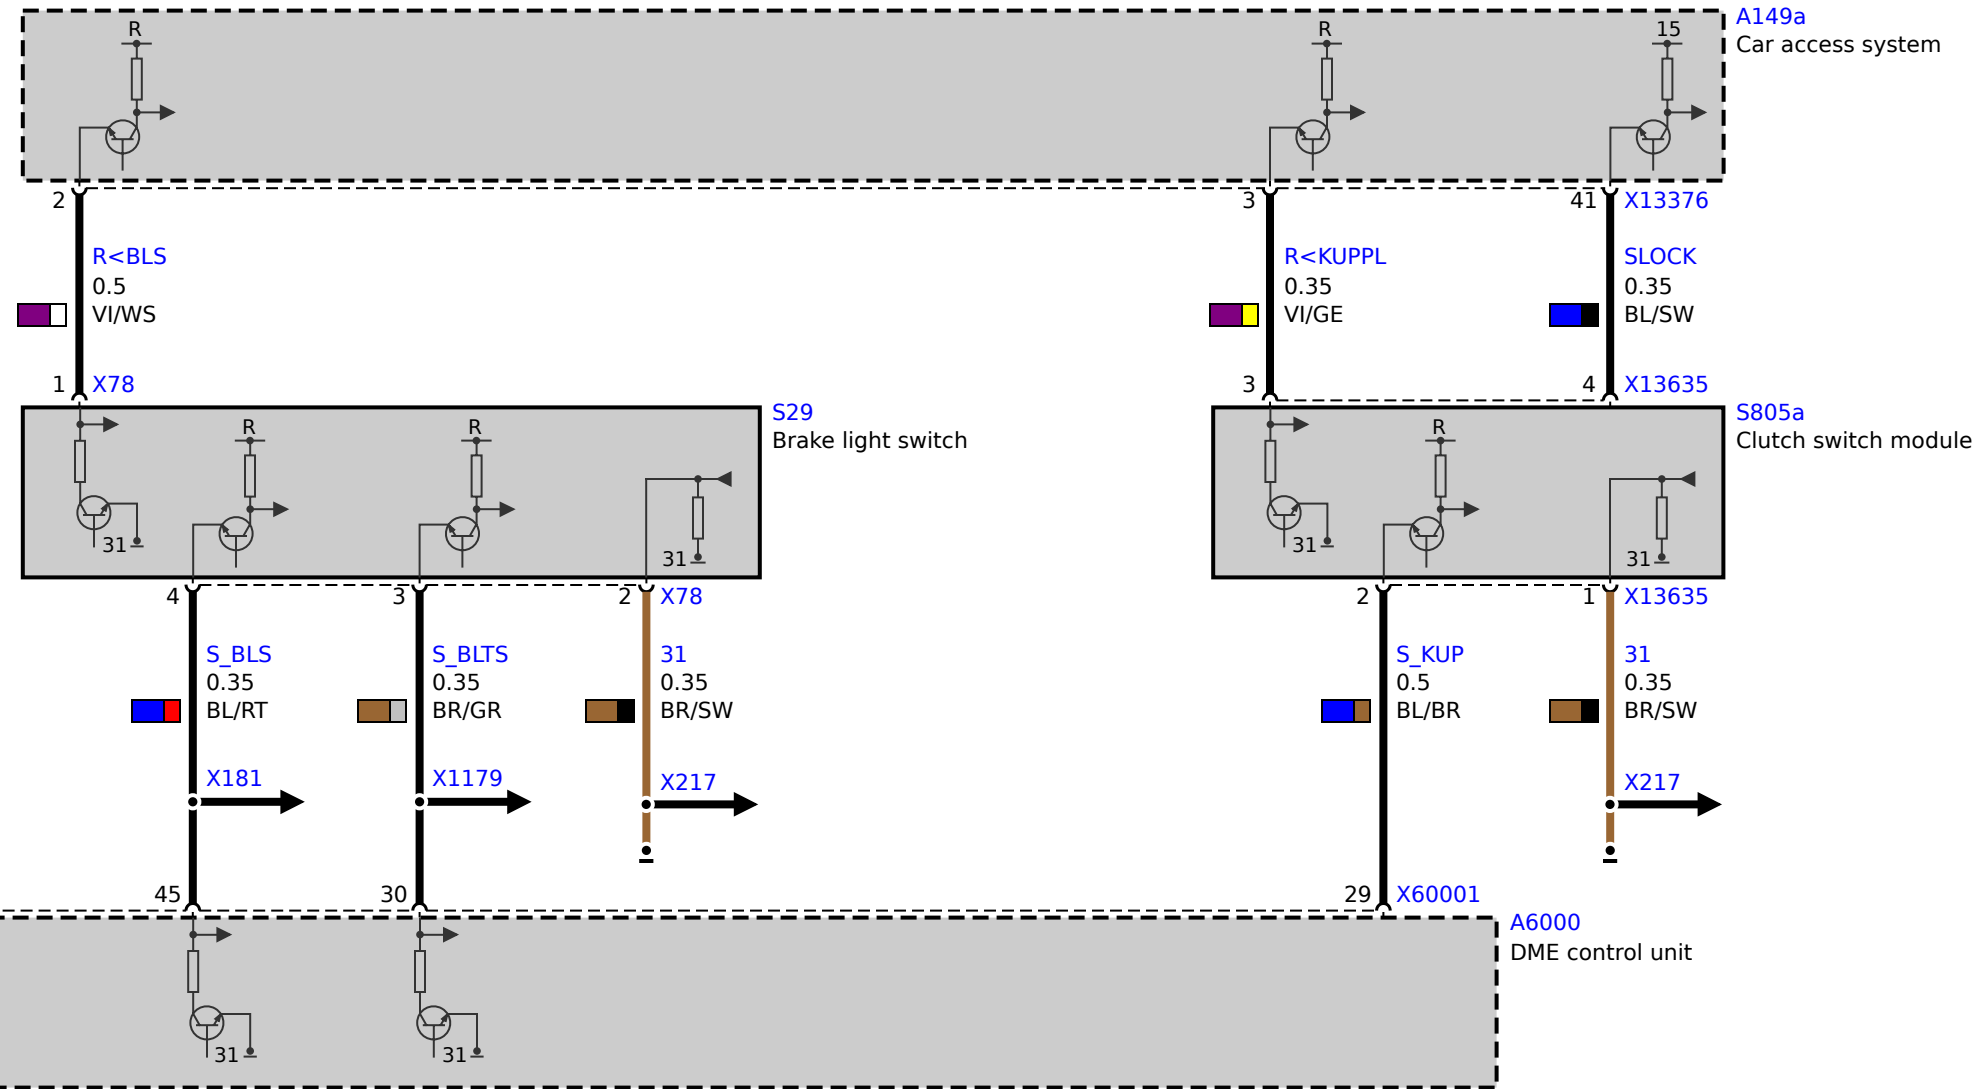 R
R
15
A149a
Car access system
2
3
41
X13376
R<BLS
0.5
VI/WS
R<KUPPL
0.35
VI/GE
SLOCK
0.35
BL/SW
1
X78
3
4
X13635
S29
Brake light switch
S805a
Clutch switch module
R
R
R
31
31
31
31
4
3
2
X78
2
1
X13635
S_BLS
0.35
BL/RT
S_BLTS
0.35
BR/GR
31
0.35
BR/SW
S_KUP
0.5
BL/BR
31
0.35
BR/SW
X181
X1179
X217
X217
45
30
29
X60001
A6000
DME control unit
31
31